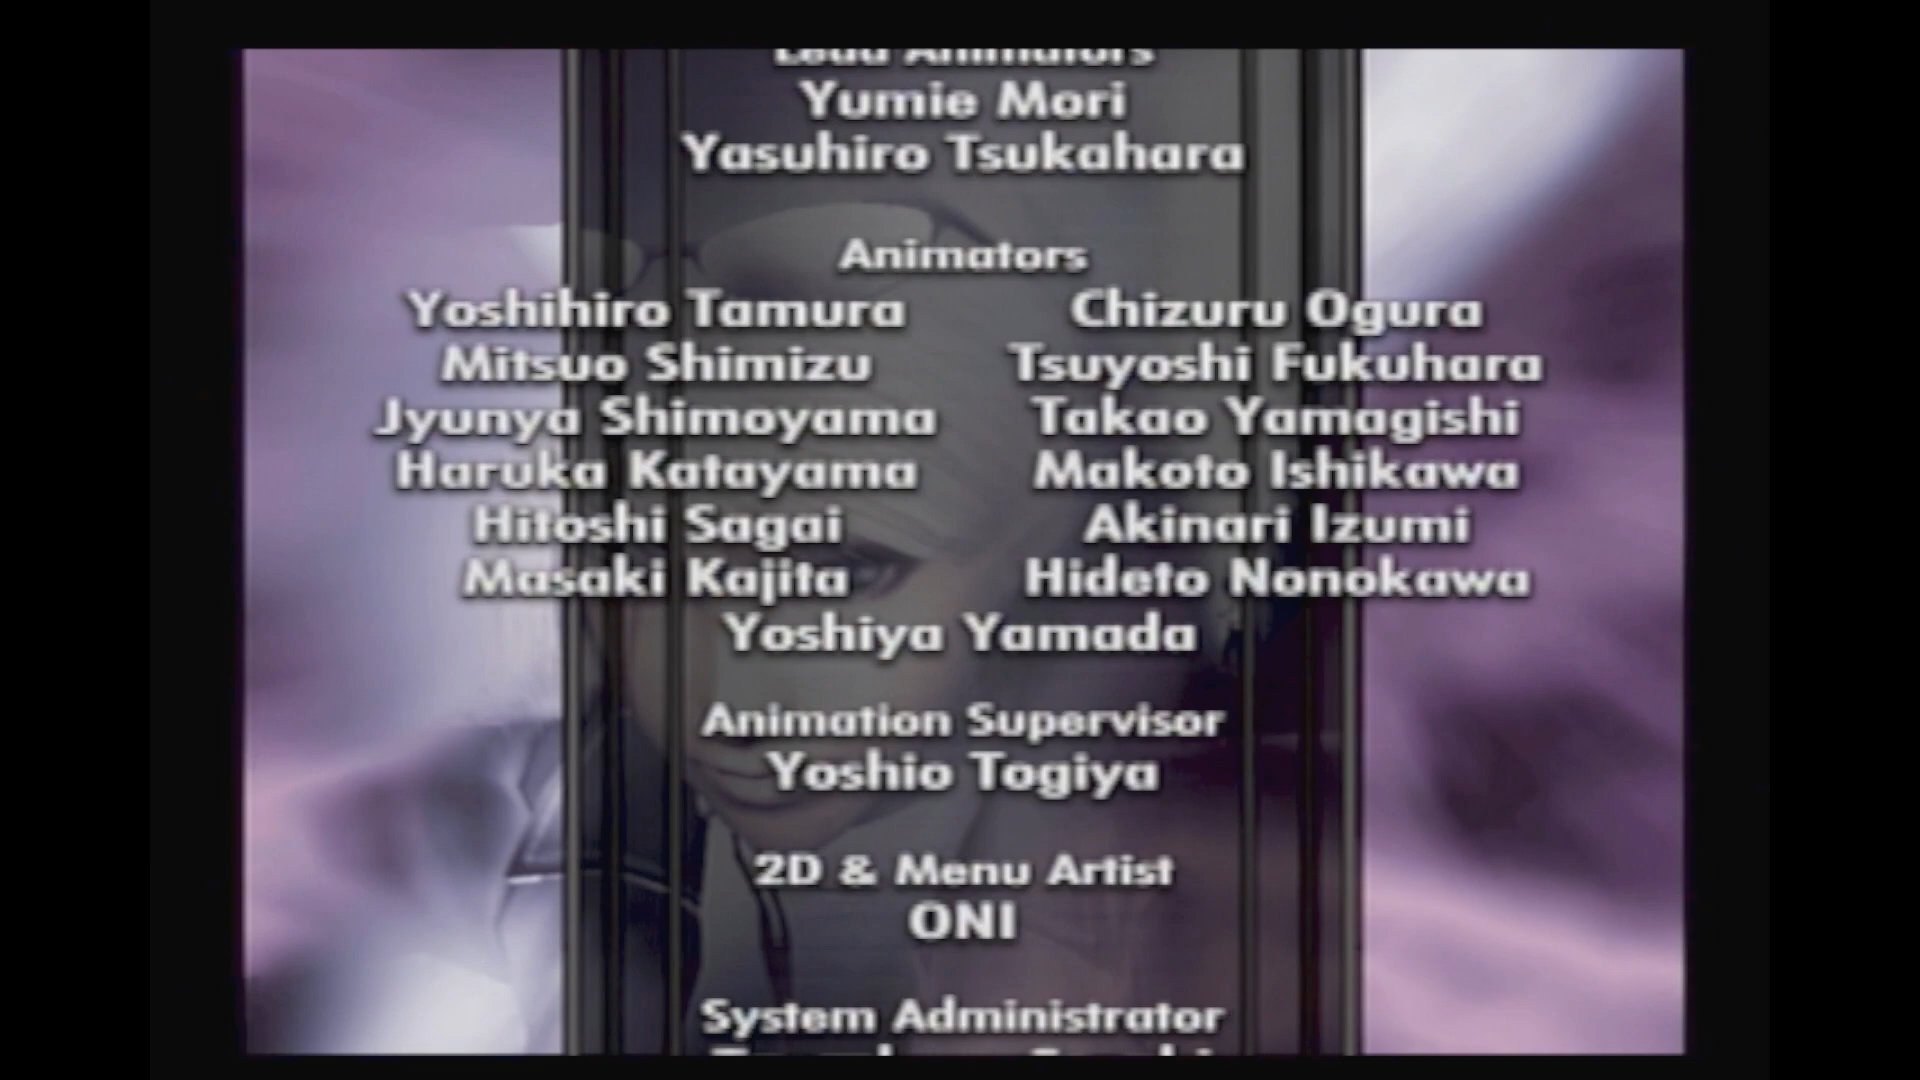 Lead Animators
Yumie Mori
Yasuhiro Tsukahara
Animators
Yoshihiro Tamura Chizuru Ogura
Mitsuo Shimizu Tsuyoshi Fukuhara
Jyunya Shimoyama Takao Yamagishi
Haruka Katayama Makoto Ishikawa
Hitoshi Sagai Akinari Izumi
Masaki Kajita Hideto Nonokawa
Yoshiya Yamada
Animation Supervisor
Yoshio Togiya
2D & Menu Artist
ONI
System Administrator